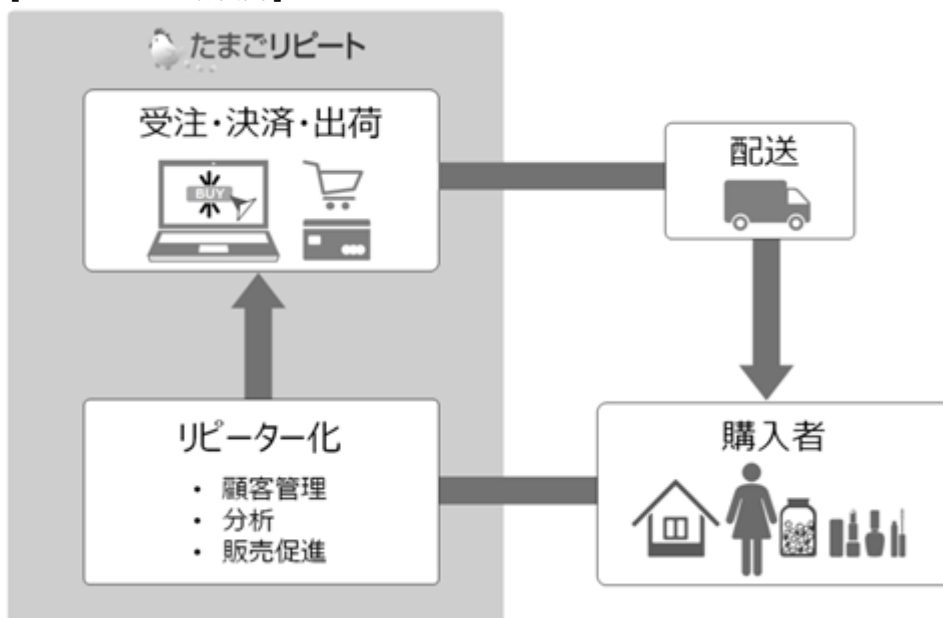 たまごリピート
受注・決済・出荷
BUY
配送
リピーター化
・ 顧客管理
・ 分析
・ 販売促進
購入者